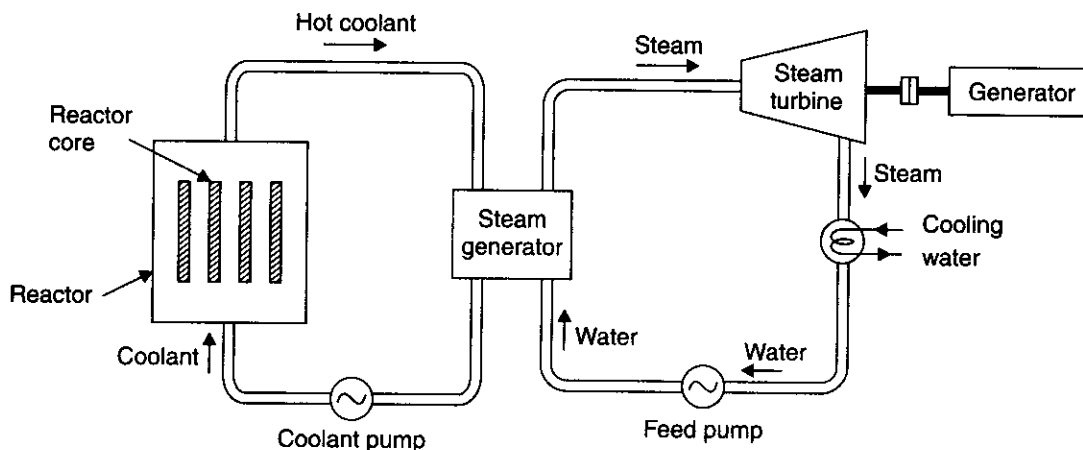 Hot coolant
Steam
Steam
turbine
Generator
Reactor
core
Steam
Steam
generator
Cooling
water
Reactor
Coolant
Water
Water
Coolant pump
Feed pump